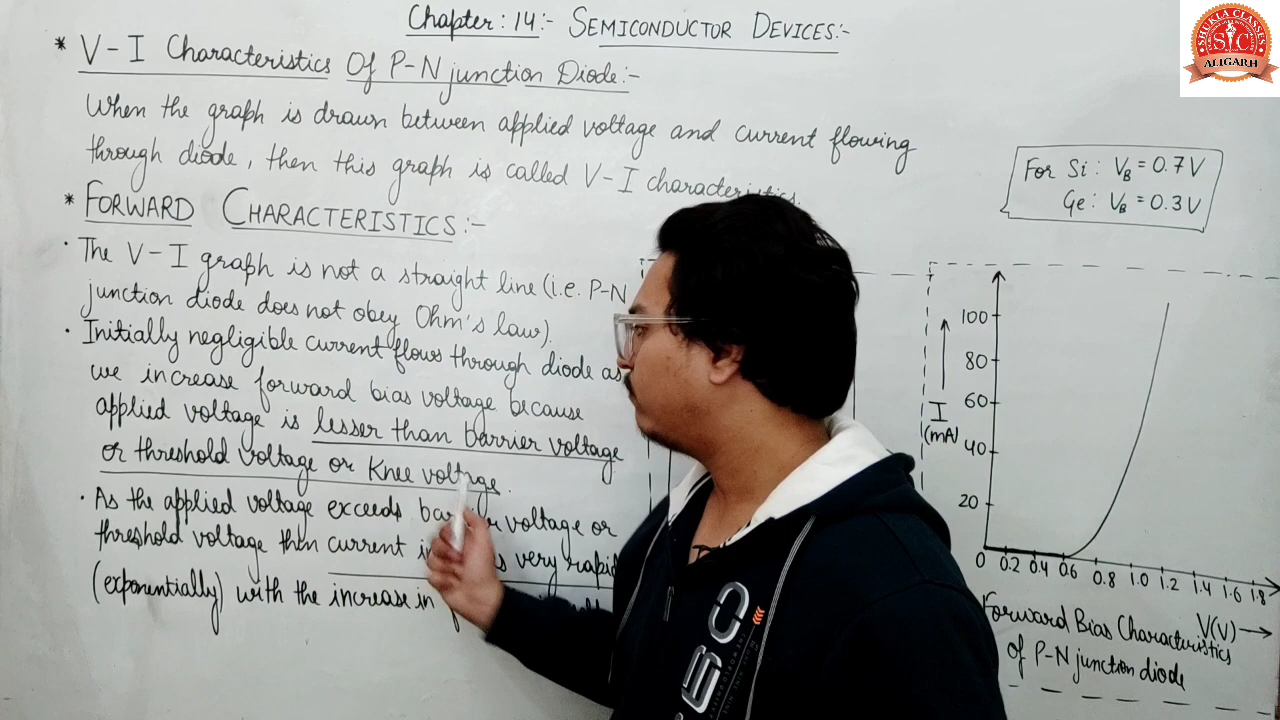 Chapter: 14:- SEMICONDUCTOR DEVICES:-
* V-I Characteristics Of P-N junction Diode:-
When the graph is drawn between applied voltage and current flowing
through diode, then this graph is called V-I characteristics.
* FORWARD CHARACTERISTICS:-
· The V-I graph is not a straight line (i.e. P-N
junction diode does not obey Ohm's law).
· Initially negligible current flows through diode as
we increase forward bias voltage because
applied voltage is lesser than barrier voltage
or threshold voltage or Knee voltage.
· As the applied voltage exceeds voltage or
threshold voltage then current very rapid
(exponentially) with the increase in
SHUKLA CLASSES
SC
ALIGARH
For Si: V_B = 0.7V
Ge: V_B = 0.3V
100
80
60
I
(mA)
40
20
0 0.2 0.4 0.6 0.8 1.0 1.2 1.4 1.6 1.8
V(V) →
Forward Bias Characteristics
of P-N junction diode